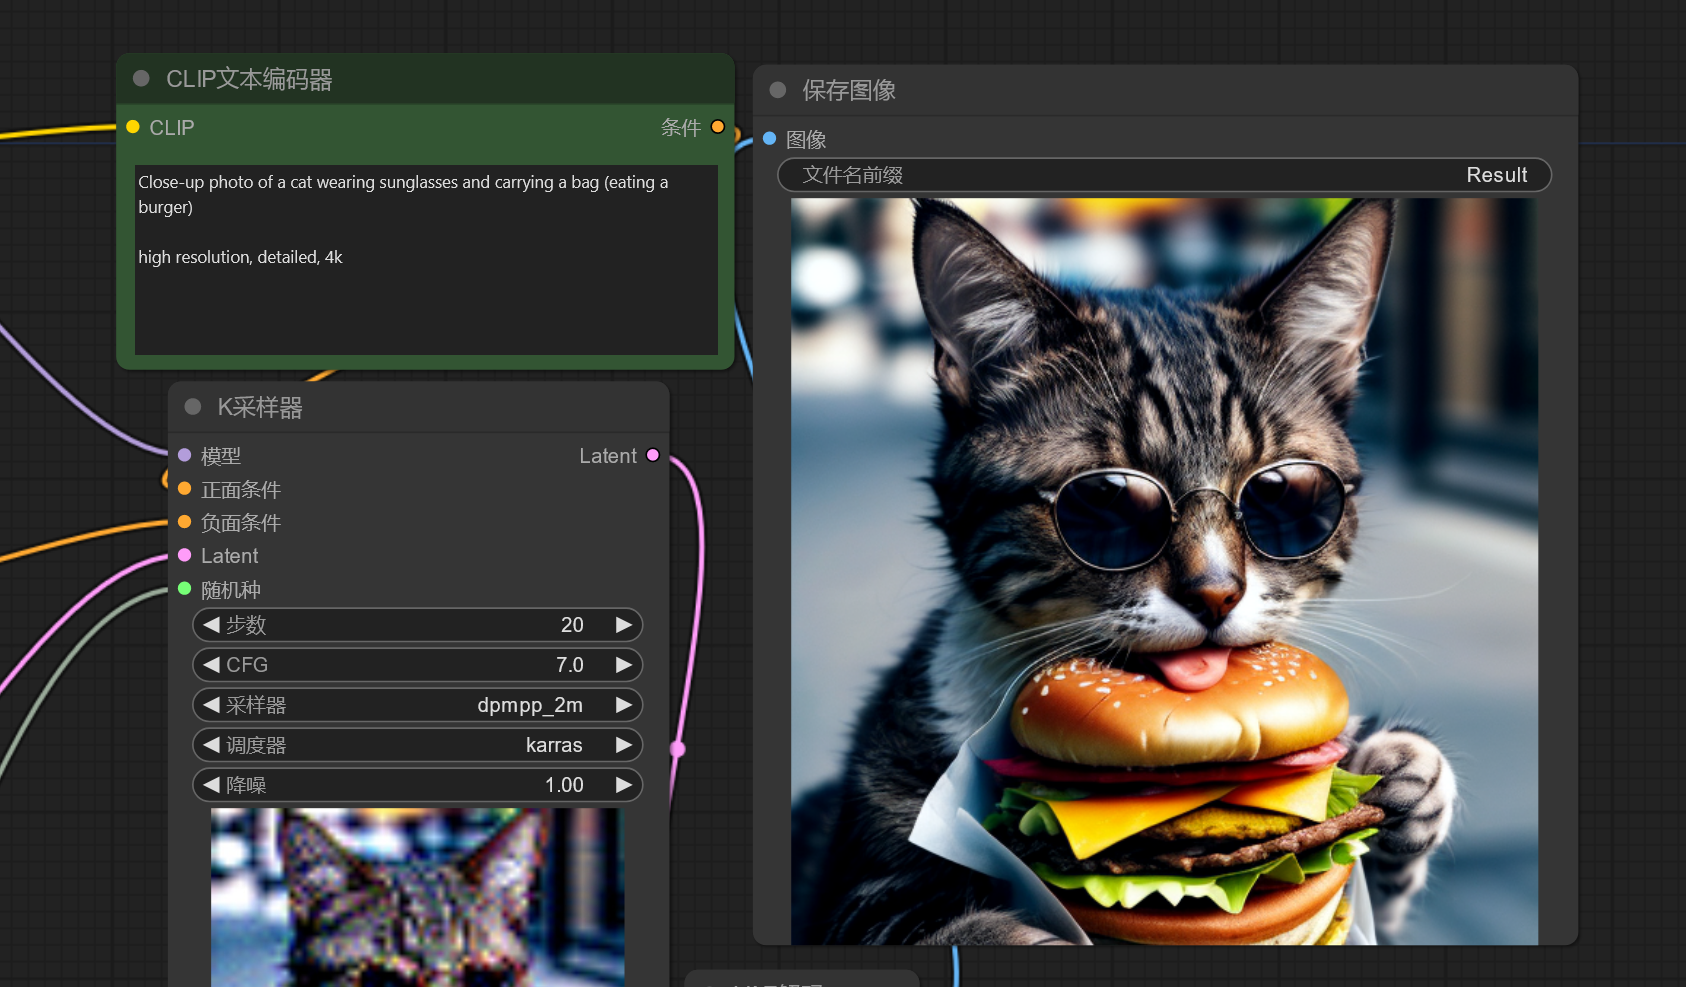 CLIP文本编码器
CLIP
条件
Close-up photo of a cat wearing sunglasses and carrying a bag (eating a
burger)
high resolution, detailed, 4k
K采样器
模型
Latent
正面条件
负面条件
Latent
随机种
步数 20
CFG 7.0
采样器 dpmpp_2m
调度器 karras
降噪 1.00
保存图像
图像
文件名前缀 Result